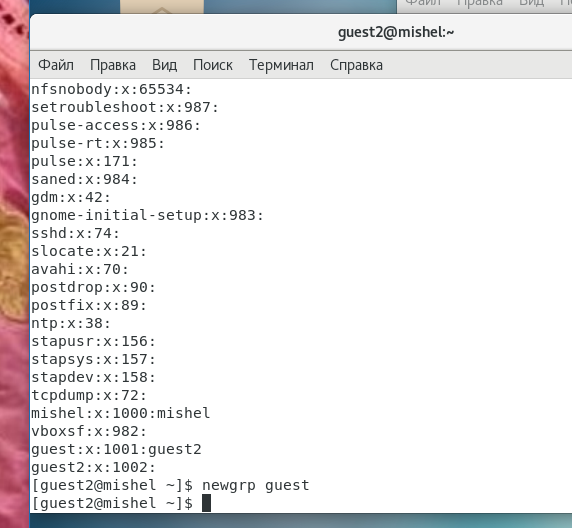 Файл Правка Вид
guest2@mishel:~
Файл Правка Вид Поиск Терминал Справка
nfsnobody:x:65534:
setroubleshoot:x:987:
pulse-access:x:986:
pulse-rt:x:985:
pulse:x:171:
saned:x:984:
gdm:x:42:
gnome-initial-setup:x:983:
sshd:x:74:
slocate:x:21:
avahi:x:70:
postdrop:x:90:
postfix:x:89:
ntp:x:38:
stapusr:x:156:
stapsys:x:157:
stapdev:x:158:
tcpdump:x:72:
mishel:x:1000:mishel
vboxsf:x:982:
guest:x:1001:guest2
guest2:x:1002:
[guest2@mishel ~]$ newgrp guest
[guest2@mishel ~]$